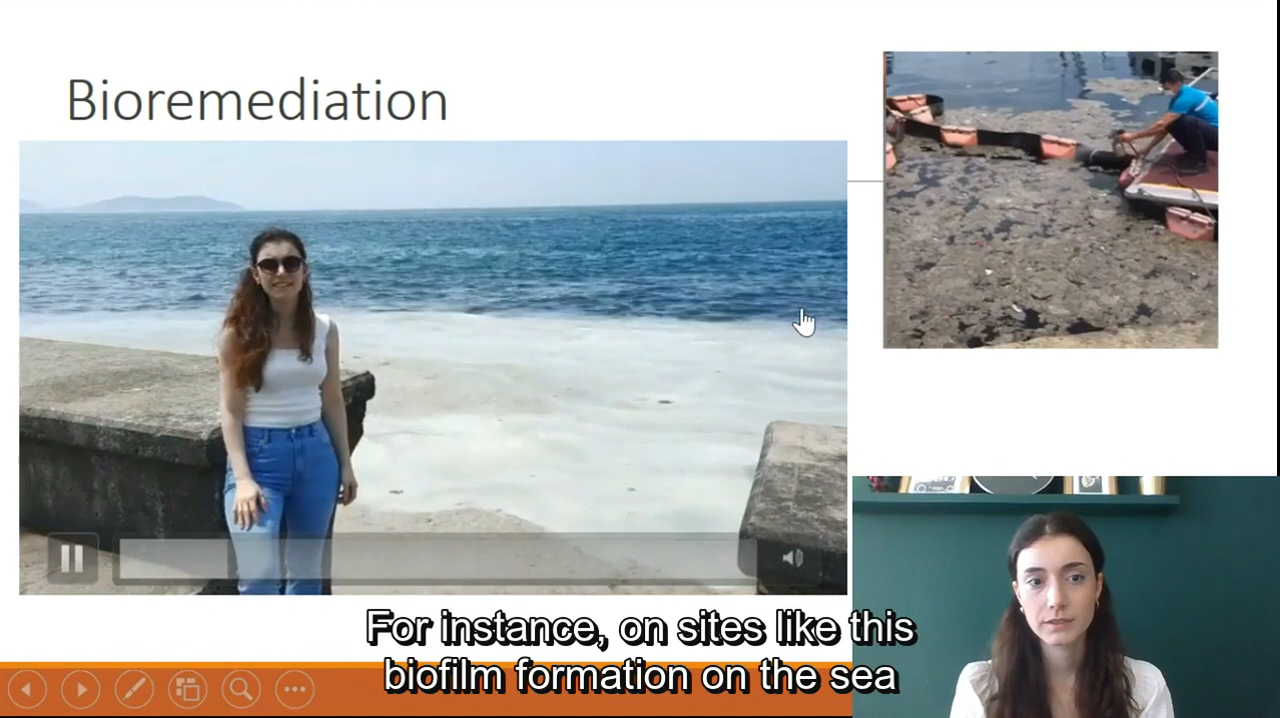 Bioremediation
For instance, on sites like this
biofilm formation on the sea